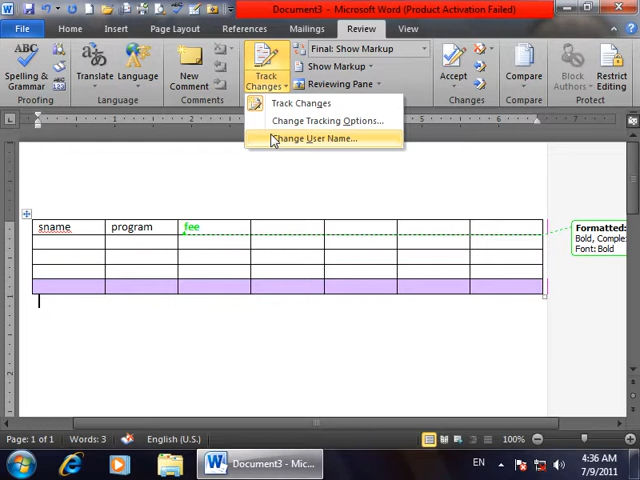 Document3 - Microsoft Word (Product Activation Failed)
File Home Insert Page Layout References Mailings Review View
Spelling & Grammar
Proofing
Translate
Language
Language
New Comment
Comments
Track Changes
Final: Show Markup
Show Markup
Reviewing Pane
Accept
Changes
Compare
Compare
Block Authors
Restrict Editing
Protect
Track Changes
Change Tracking Options...
Change User Name...
sname program fee
Formatted:
Bold, Comple
Font: Bold
Page: 1 of 1 Words: 3 English (U.S.) 100%
Document3 - Mic...
EN
4:36 AM
7/9/2011